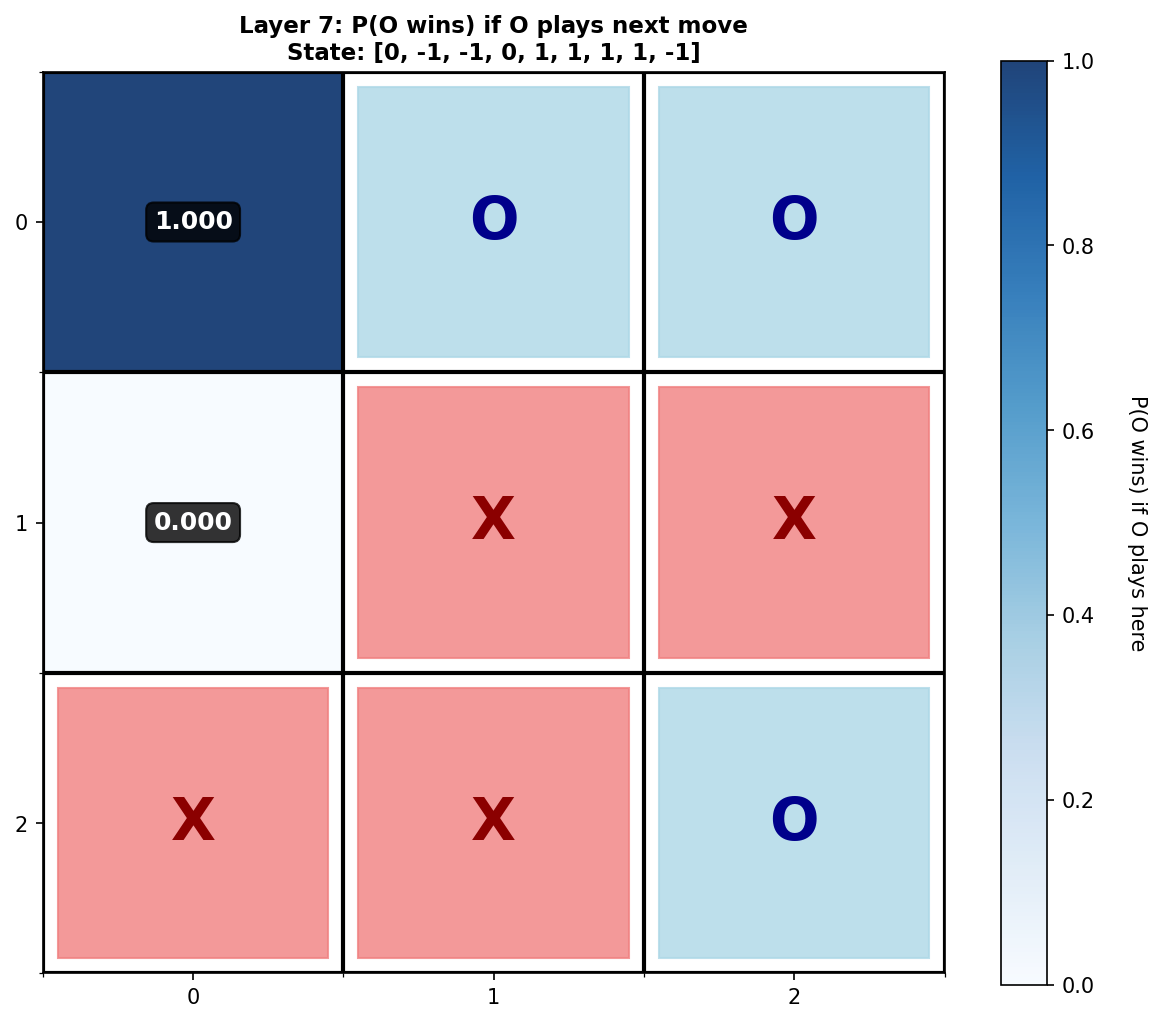 Layer 7: P(O wins) if O plays next move
State: [0, -1, -1, 0, 1, 1, 1, 1, -1]
0
1.000
O
O
1
0.000
X
X
2
X
X
O
0
1
2
1.0
0.8
0.6
0.4
0.2
0.0
P(O wins) if O plays here